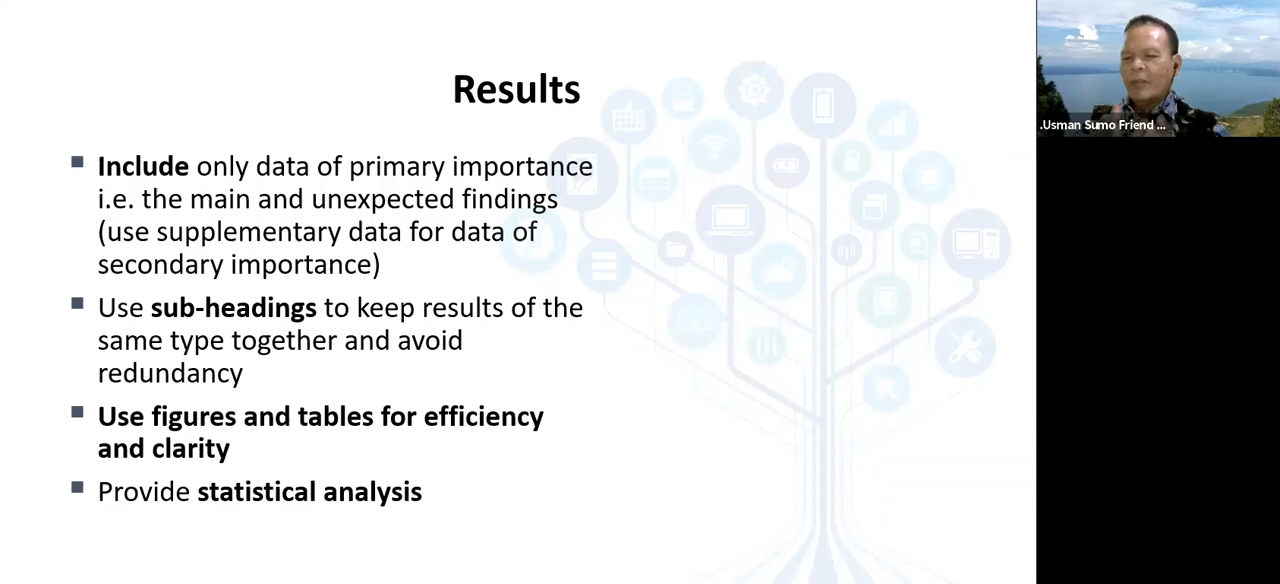 Results
.Usman Sumo Friend ...
▪ Include only data of primary importance
i.e. the main and unexpected findings
(use supplementary data for data of
secondary importance)
▪ Use sub-headings to keep results of the
same type together and avoid
redundancy
▪ Use figures and tables for efficiency
and clarity
▪ Provide statistical analysis